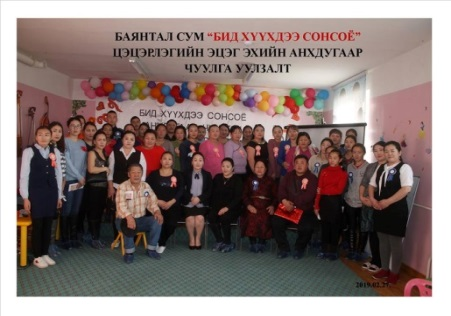 БАЯНТАЛ СУМ “БИД ХҮҮХДЭЭ СОНСОЁ”
ЦЭЦЭРЛЭГИЙН ЭЦЭГ ЭХИЙН АНХДУГААР
ЧУУЛГА УУЛЗАЛТ
БИД ХҮҮХДЭЭ СОНСОЁ